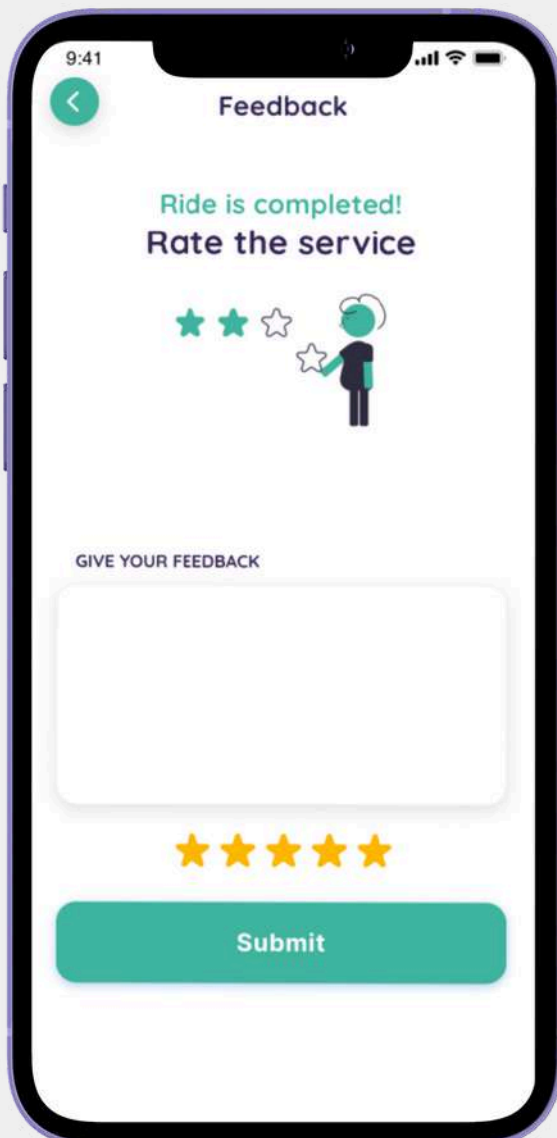 9:41
Feedback
Ride is completed!
Rate the service
GIVE YOUR FEEDBACK
Submit